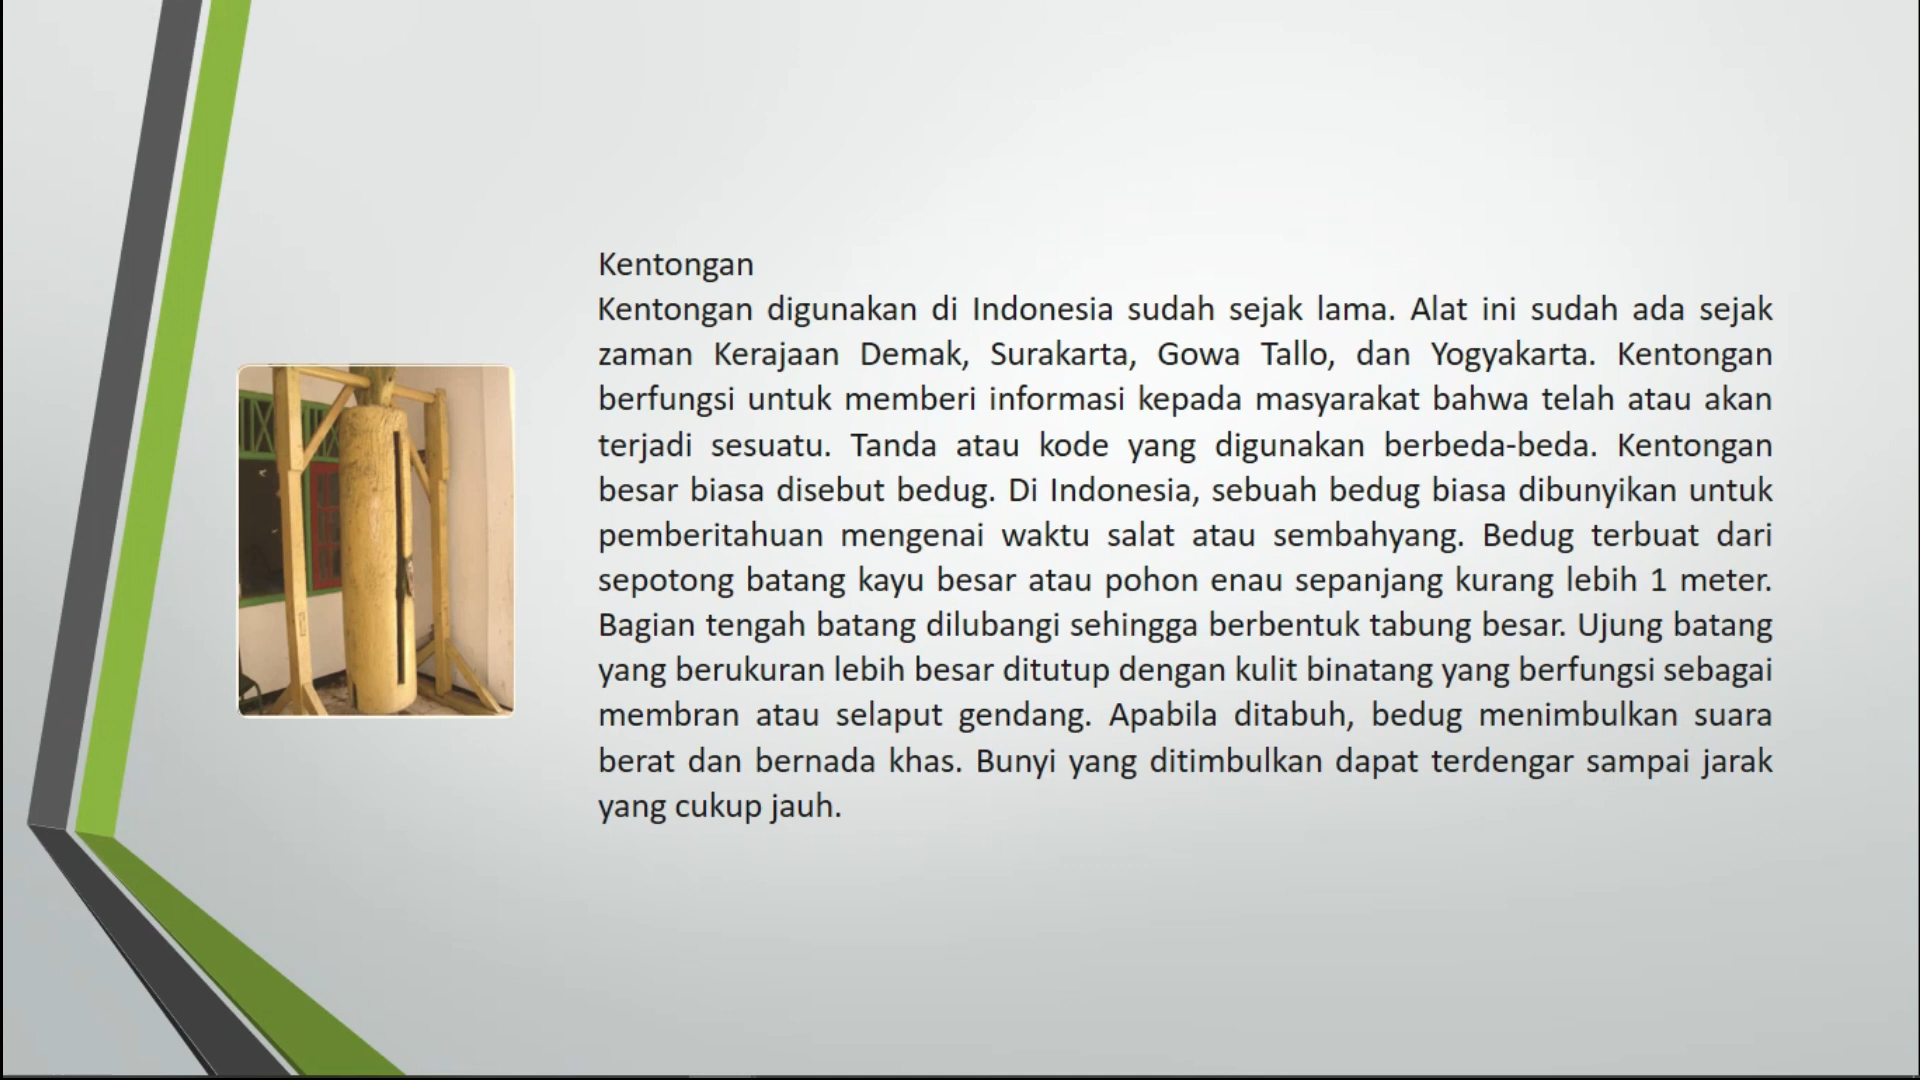 Kentongan
Kentongan digunakan di Indonesia sudah sejak lama. Alat ini sudah ada sejak
zaman Kerajaan Demak, Surakarta, Gowa Tallo, dan Yogyakarta. Kentongan
berfungsi untuk memberi informasi kepada masyarakat bahwa telah atau akan
terjadi sesuatu. Tanda atau kode yang digunakan berbeda-beda. Kentongan
besar biasa disebut bedug. Di Indonesia, sebuah bedug biasa dibunyikan untuk
pemberitahuan mengenai waktu salat atau sembahyang. Bedug terbuat dari
sepotong batang kayu besar atau pohon enau sepanjang kurang lebih 1 meter.
Bagian tengah batang dilubangi sehingga berbentuk tabung besar. Ujung batang
yang berukuran lebih besar ditutup dengan kulit binatang yang berfungsi sebagai
membran atau selaput gendang. Apabila ditabuh, bedug menimbulkan suara
berat dan bernada khas. Bunyi yang ditimbulkan dapat terdengar sampai jarak
yang cukup jauh.